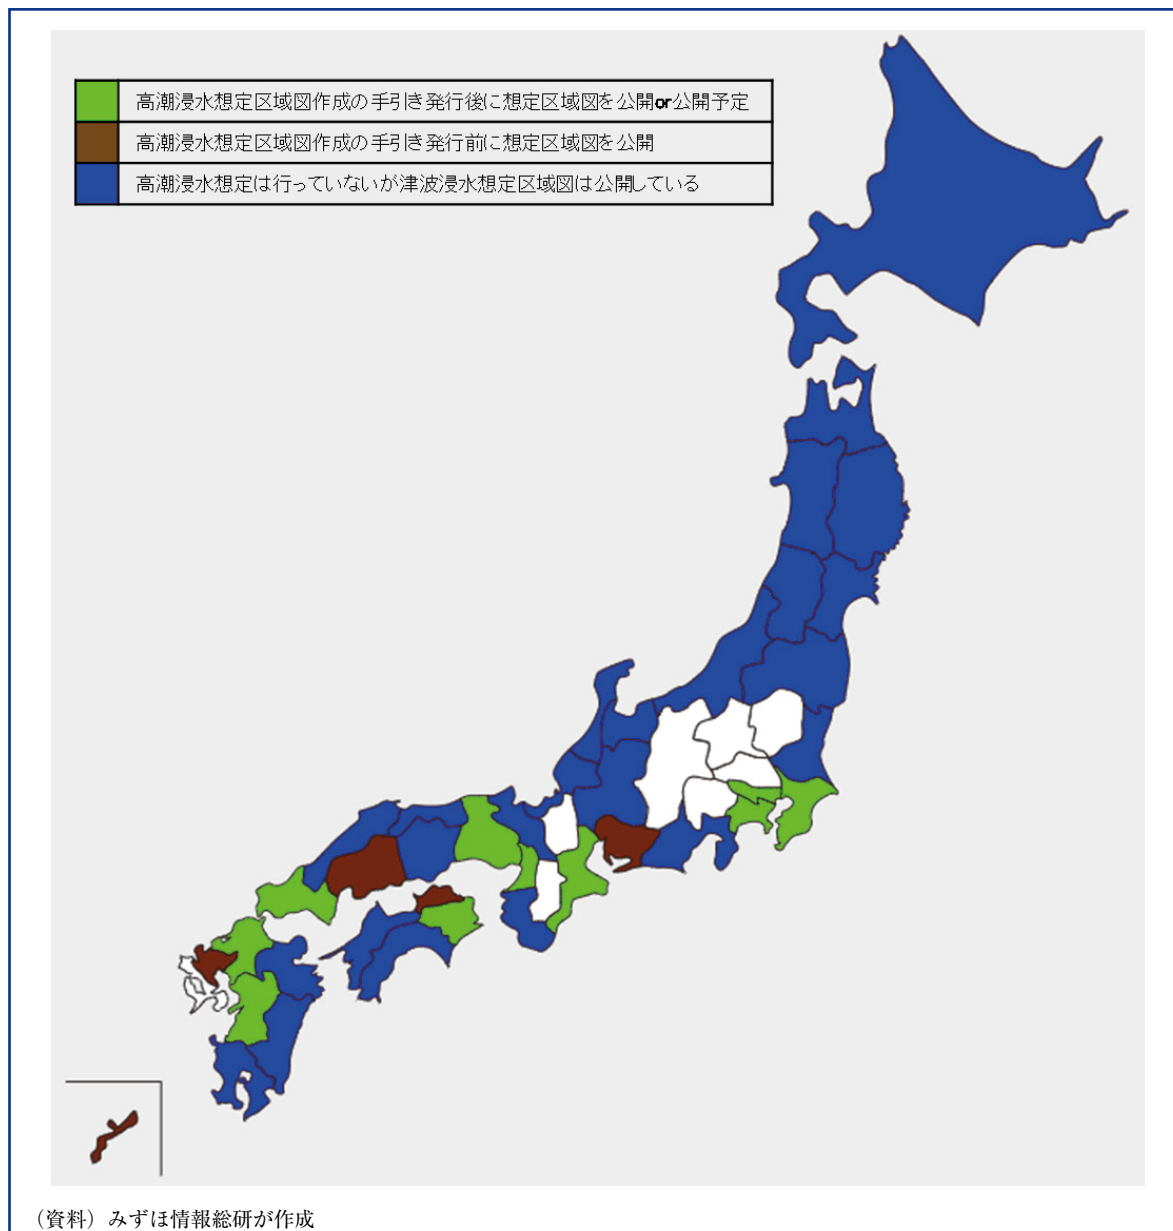 高潮浸水想定区域図作成の手引き発行後に想定区域図を公開or公開予定
高潮浸水想定区域図作成の手引き発行前に想定区域図を公開
高潮浸水想定は行っていないが津波浸水想定区域図は公開している
（資料）みずほ情報総研が作成